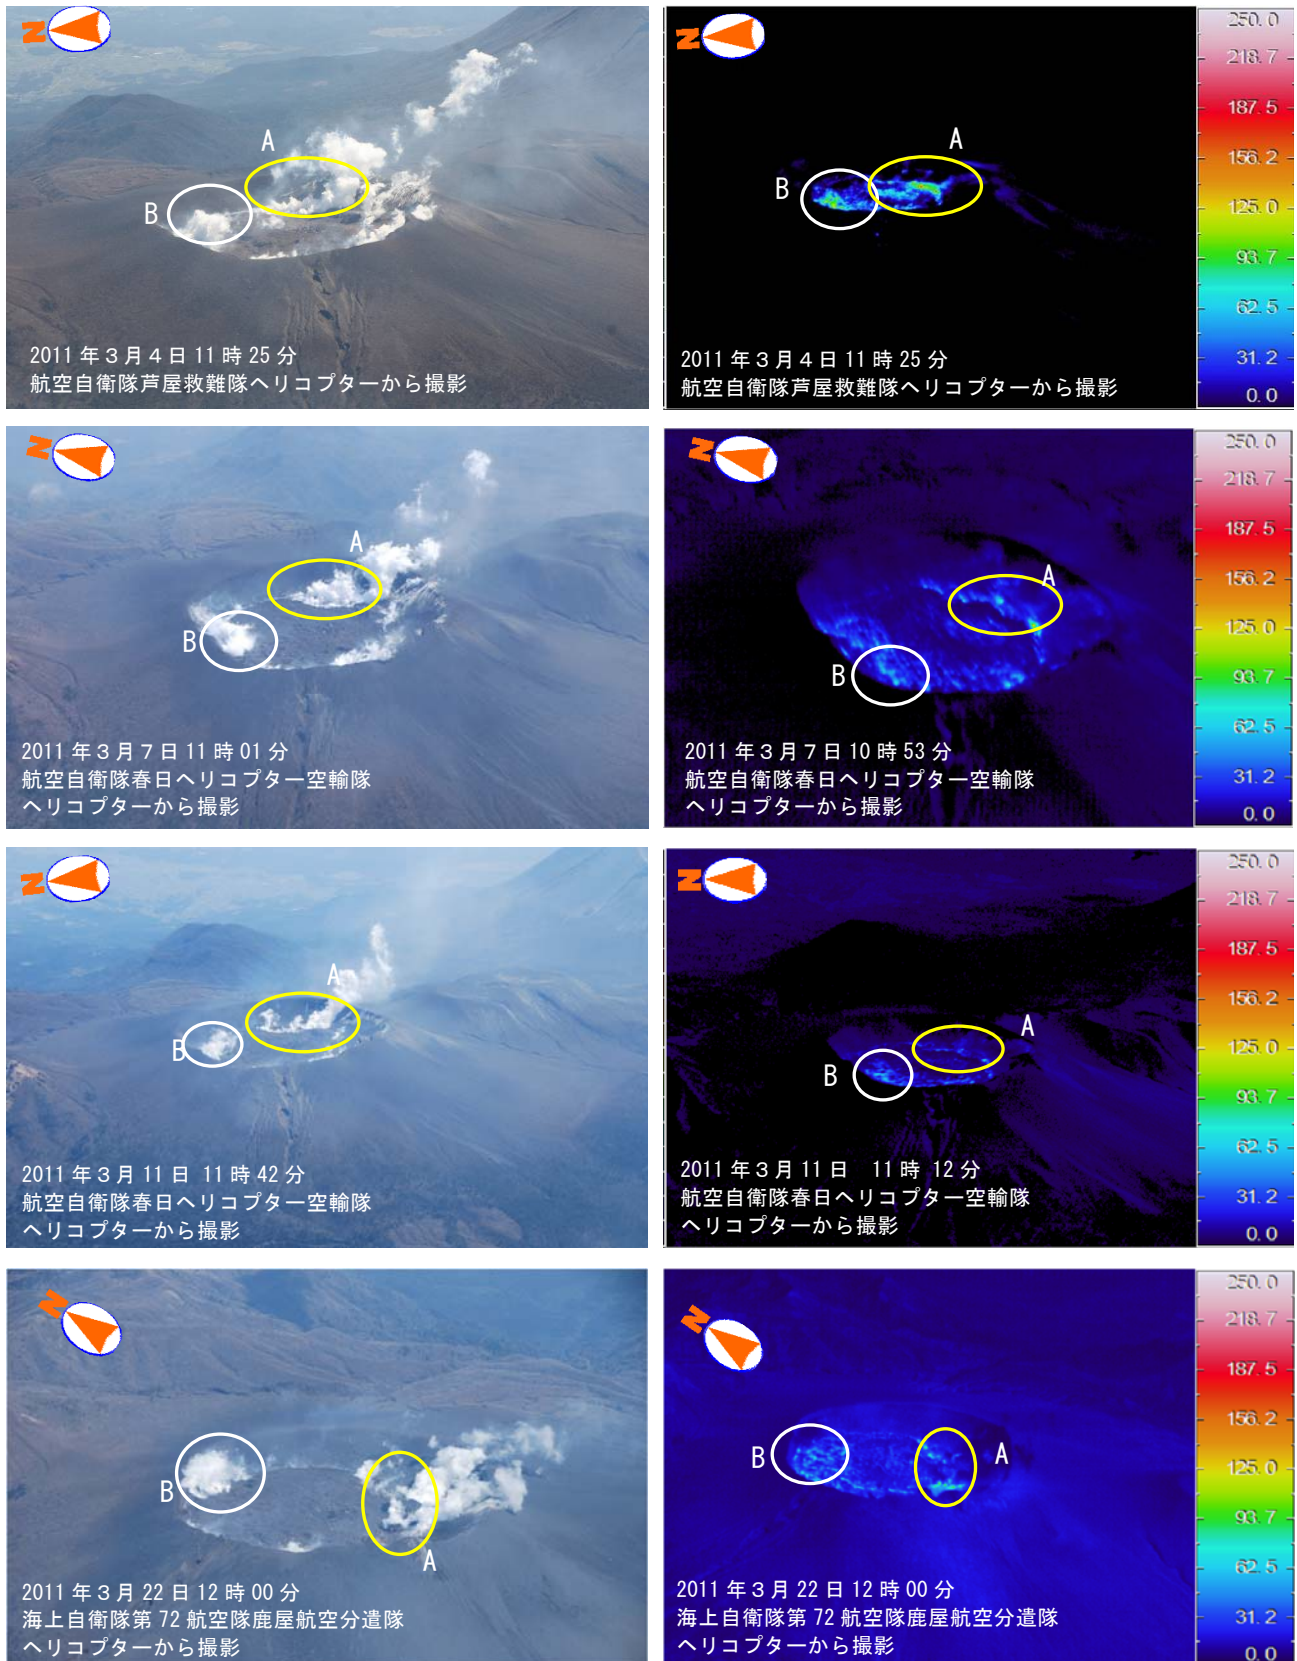 N
A
B
2011年3月4日11時25分
航空自衛隊芦屋救難隊ヘリコプターから撮影
N
A
B
2011年3月4日11時25分
航空自衛隊芦屋救難隊ヘリコプターから撮影
250.0
218.7
187.5
156.2
125.0
93.7
62.5
31.2
0.0
N
A
B
2011年3月7日11時01分
航空自衛隊春日ヘリコプター空輸隊
ヘリコプターから撮影
N
A
B
2011年3月7日10時53分
航空自衛隊春日ヘリコプター空輸隊
ヘリコプターから撮影
250.0
218.7
187.5
156.2
125.0
93.7
62.5
31.2
0.0
N
A
B
2011年3月11日 11時42分
航空自衛隊春日ヘリコプター空輸隊
ヘリコプターから撮影
N
A
B
2011年3月11日 11時 12分
航空自衛隊春日ヘリコプター空輸隊
ヘリコプターから撮影
250.0
218.7
187.5
156.2
125.0
93.7
62.5
31.2
0.0
N
B
A
2011年3月22日12時00分
海上自衛隊第72航空隊鹿屋航空分遣隊
ヘリコプターから撮影
N
B
A
2011年3月22日12時00分
海上自衛隊第72航空隊鹿屋航空分遣隊
ヘリコプターから撮影
250.0
218.7
187.5
156.2
125.0
93.7
62.5
31.2
0.0